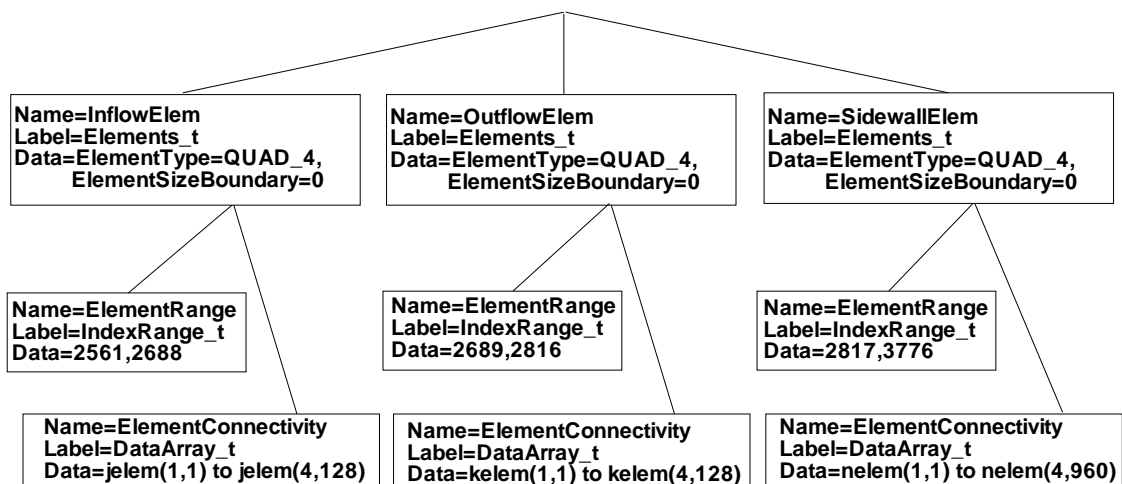 Name=InflowElem
Label=Elements_t
Data=ElementType=QUAD_4,
ElementSizeBoundary=0
Name=OutflowElem
Label=Elements_t
Data=ElementType=QUAD_4,
ElementSizeBoundary=0
Name=SidewallElem
Label=Elements_t
Data=ElementType=QUAD_4,
ElementSizeBoundary=0
Name=ElementRange
Label=IndexRange_t
Data=2561,2688
Name=ElementRange
Label=IndexRange_t
Data=2689,2816
Name=ElementRange
Label=IndexRange_t
Data=2817,3776
Name=ElementConnectivity
Label=DataArray_t
Data=jelem(1,1) to jelem(4,128)
Name=ElementConnectivity
Label=DataArray_t
Data=kelem(1,1) to kelem(4,128)
Name=ElementConnectivity
Label=DataArray_t
Data=nelem(1,1) to nelem(4,960)